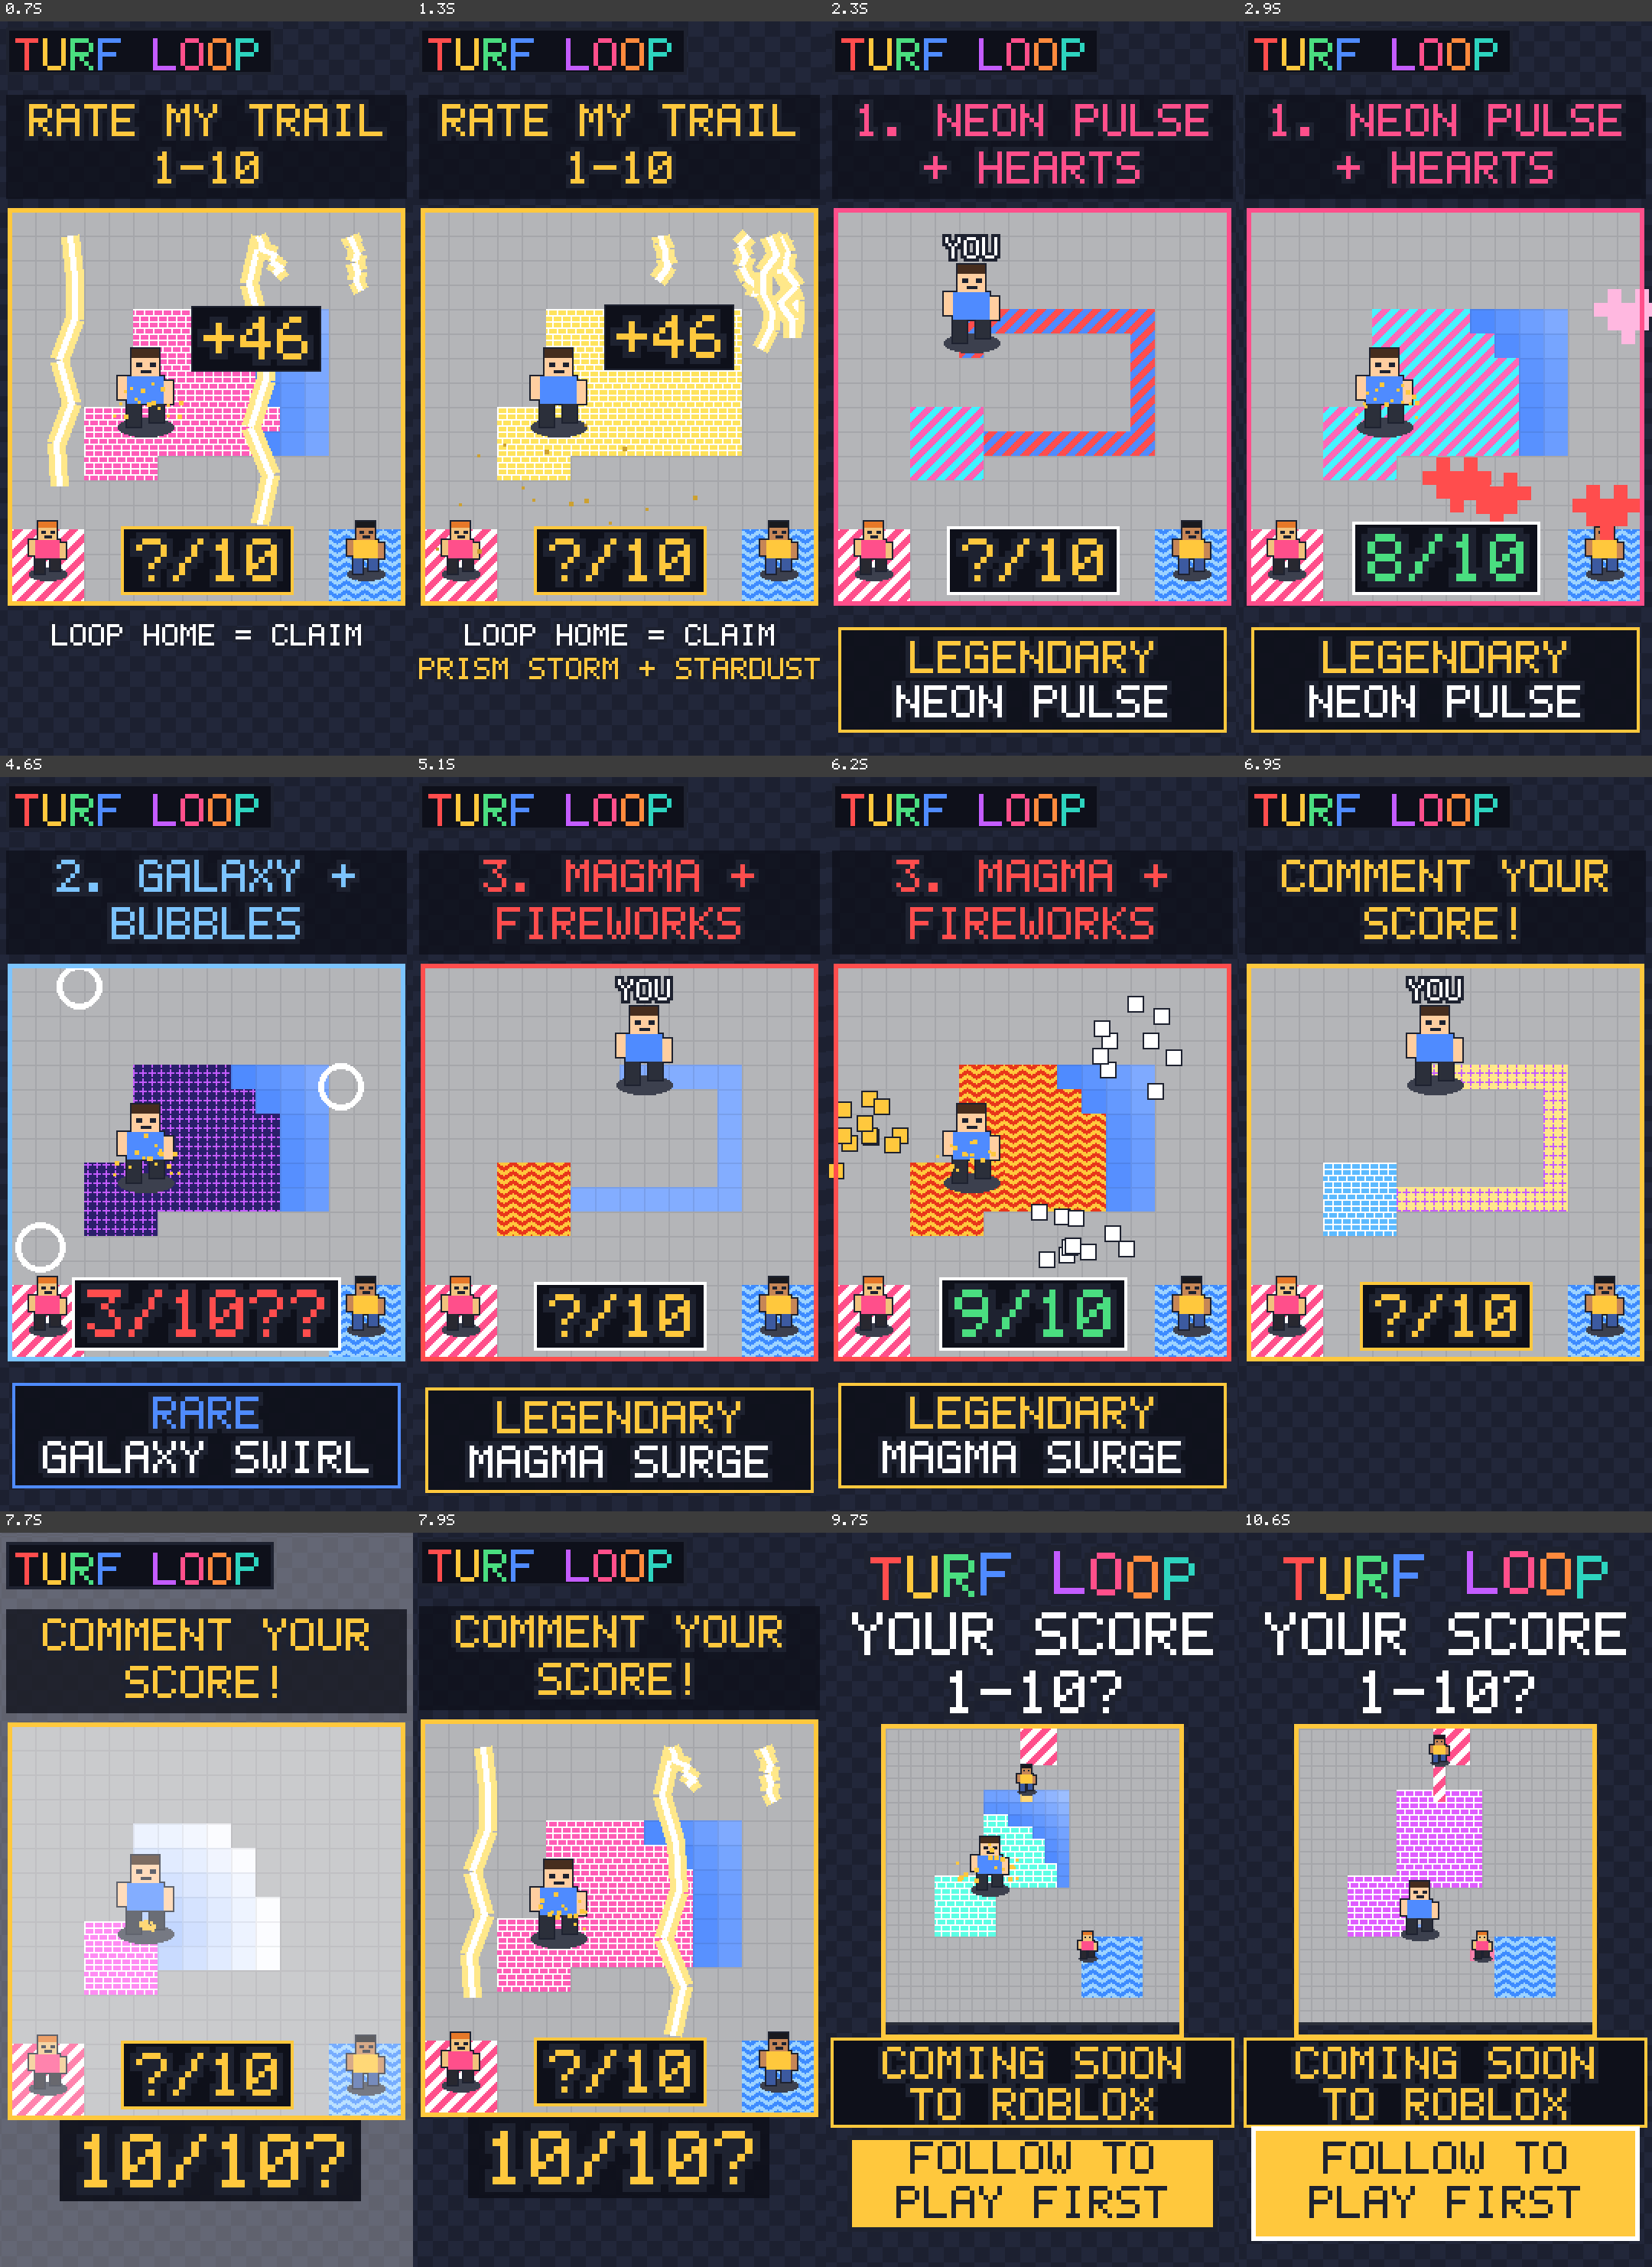 0.7S
TURF LOOP
RATE MY TRAIL
1-10
+46
?/10
LOOP HOME = CLAIM
1.3S
TURF LOOP
RATE MY TRAIL
1-10
+46
?/10
LOOP HOME = CLAIM
PRISM STORM + STARDUST
2.3S
TURF LOOP
1. NEON PULSE
+ HEARTS
YOU
?/10
LEGENDARY
NEON PULSE
2.9S
TURF LOOP
1. NEON PULSE
+ HEARTS
8/10
LEGENDARY
NEON PULSE
4.6S
TURF LOOP
2. GALAXY +
BUBBLES
3/10??
RARE
GALAXY SWIRL
5.1S
TURF LOOP
3. MAGMA +
FIREWORKS
YOU
?/10
LEGENDARY
MAGMA SURGE
6.2S
TURF LOOP
3. MAGMA +
FIREWORKS
9/10
LEGENDARY
MAGMA SURGE
6.9S
TURF LOOP
COMMENT YOUR
SCORE!
YOU
?/10
7.7S
TURF LOOP
COMMENT YOUR
SCORE!
?/10
10/10?
7.9S
TURF LOOP
COMMENT YOUR
SCORE!
?/10
10/10?
9.7S
TURF LOOP
YOUR SCORE
1-10?
COMING SOON
TO ROBLOX
FOLLOW TO
PLAY FIRST
10.6S
TURF LOOP
YOUR SCORE
1-10?
COMING SOON
TO ROBLOX
FOLLOW TO
PLAY FIRST